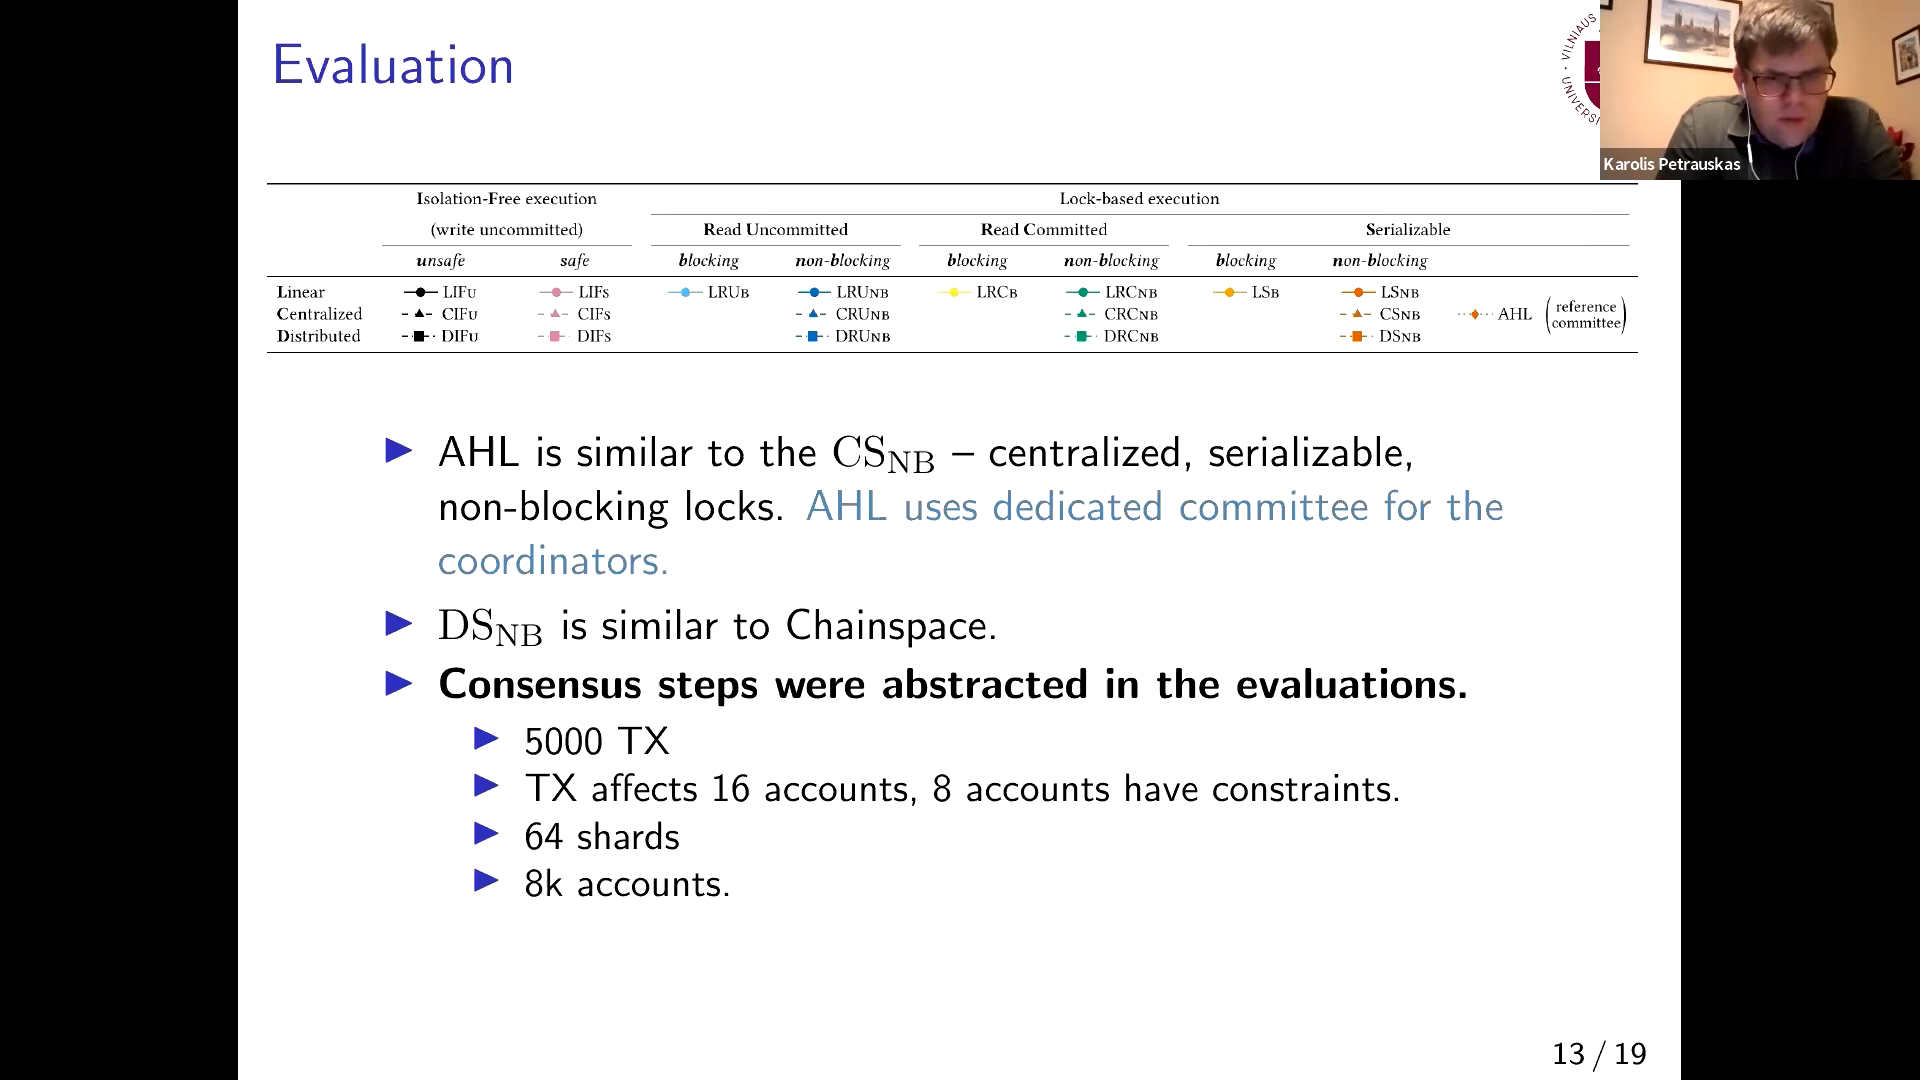 Evaluation
VILNIAUS
UNIVERSI
Karolis Petrauskas
Isolation-Free execution Lock-based execution
(write uncommitted) Read Uncommitted Read Committed Serializable
unsafe safe blocking non-blocking blocking non-blocking blocking non-blocking
Linear LIFU LIFS LRUB LRUNB LRCB LRCNB LSB LSNB
Centralized CIFU CIFS CRUNB CRCNB CSNB AHL (reference committee)
Distributed DIFU DIFS DRUNB DRCNB DSNB
▶ AHL is similar to the CS_NB – centralized, serializable,
non-blocking locks. AHL uses dedicated committee for the
coordinators.
▶ DS_NB is similar to Chainspace.
▶ Consensus steps were abstracted in the evaluations.
▶ 5000 TX
▶ TX affects 16 accounts, 8 accounts have constraints.
▶ 64 shards
▶ 8k accounts.
13 / 19